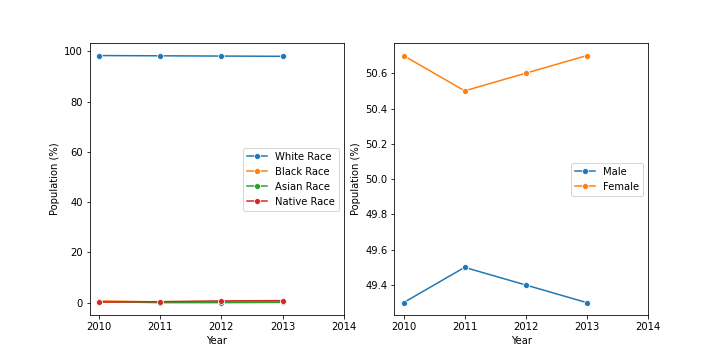 100
80
60
40
20
0
Population (%)
2010 2011 2012 2013 2014
Year
White Race
Black Race
Asian Race
Native Race
50.6
50.4
50.2
50.0
49.8
49.6
49.4
Population (%)
2010 2011 2012 2013 2014
Year
Male
Female